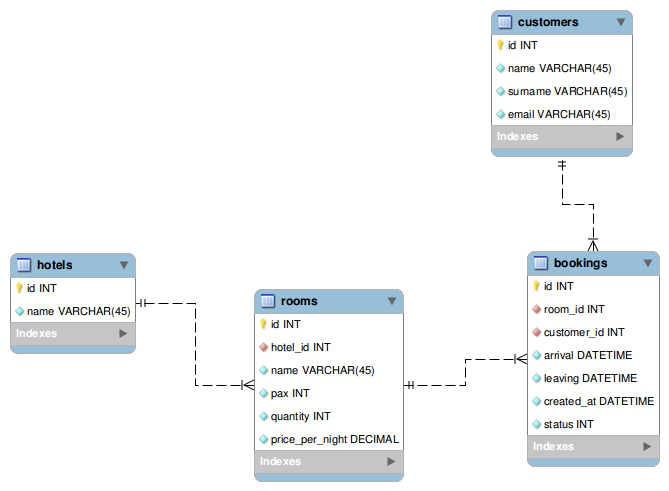 customers
id INT
name VARCHAR(45)
surname VARCHAR(45)
email VARCHAR(45)
Indexes
hotels
id INT
name VARCHAR(45)
Indexes
rooms
id INT
hotel_id INT
name VARCHAR(45)
pax INT
quantity INT
price_per_night DECIMAL
Indexes
bookings
id INT
room_id INT
customer_id INT
arrival DATETIME
leaving DATETIME
created_at DATETIME
status INT
Indexes